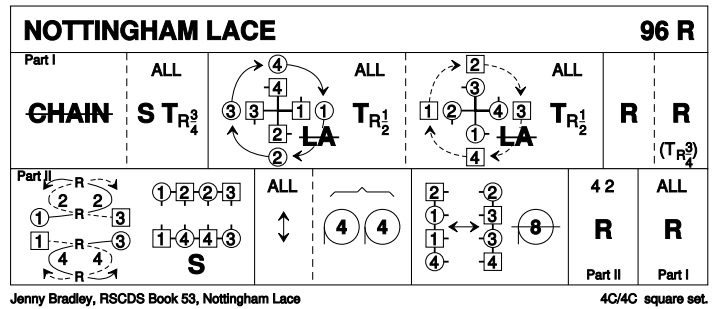 NOTTINGHAM LACE 96 R
Part I
CHAIN
ALL
S T R 3/4
4
4
3 3 1 1
2
2
LA
ALL
T R 1/2
2
3
1 2 4 3
1
4
LA
ALL
T R 1/2
R
R
(T R 3/4)
Part II
R
2 2
1 R 3
1 R 3
4 4
R
1 2 2 3
1 4 4 3
S
ALL
4 4
2 2
1 3
1 3
4 4
8
4 2
R
Part II
ALL
R
Part I
Jenny Bradley, RSCDS Book 53, Nottingham Lace 4C/4C square set.